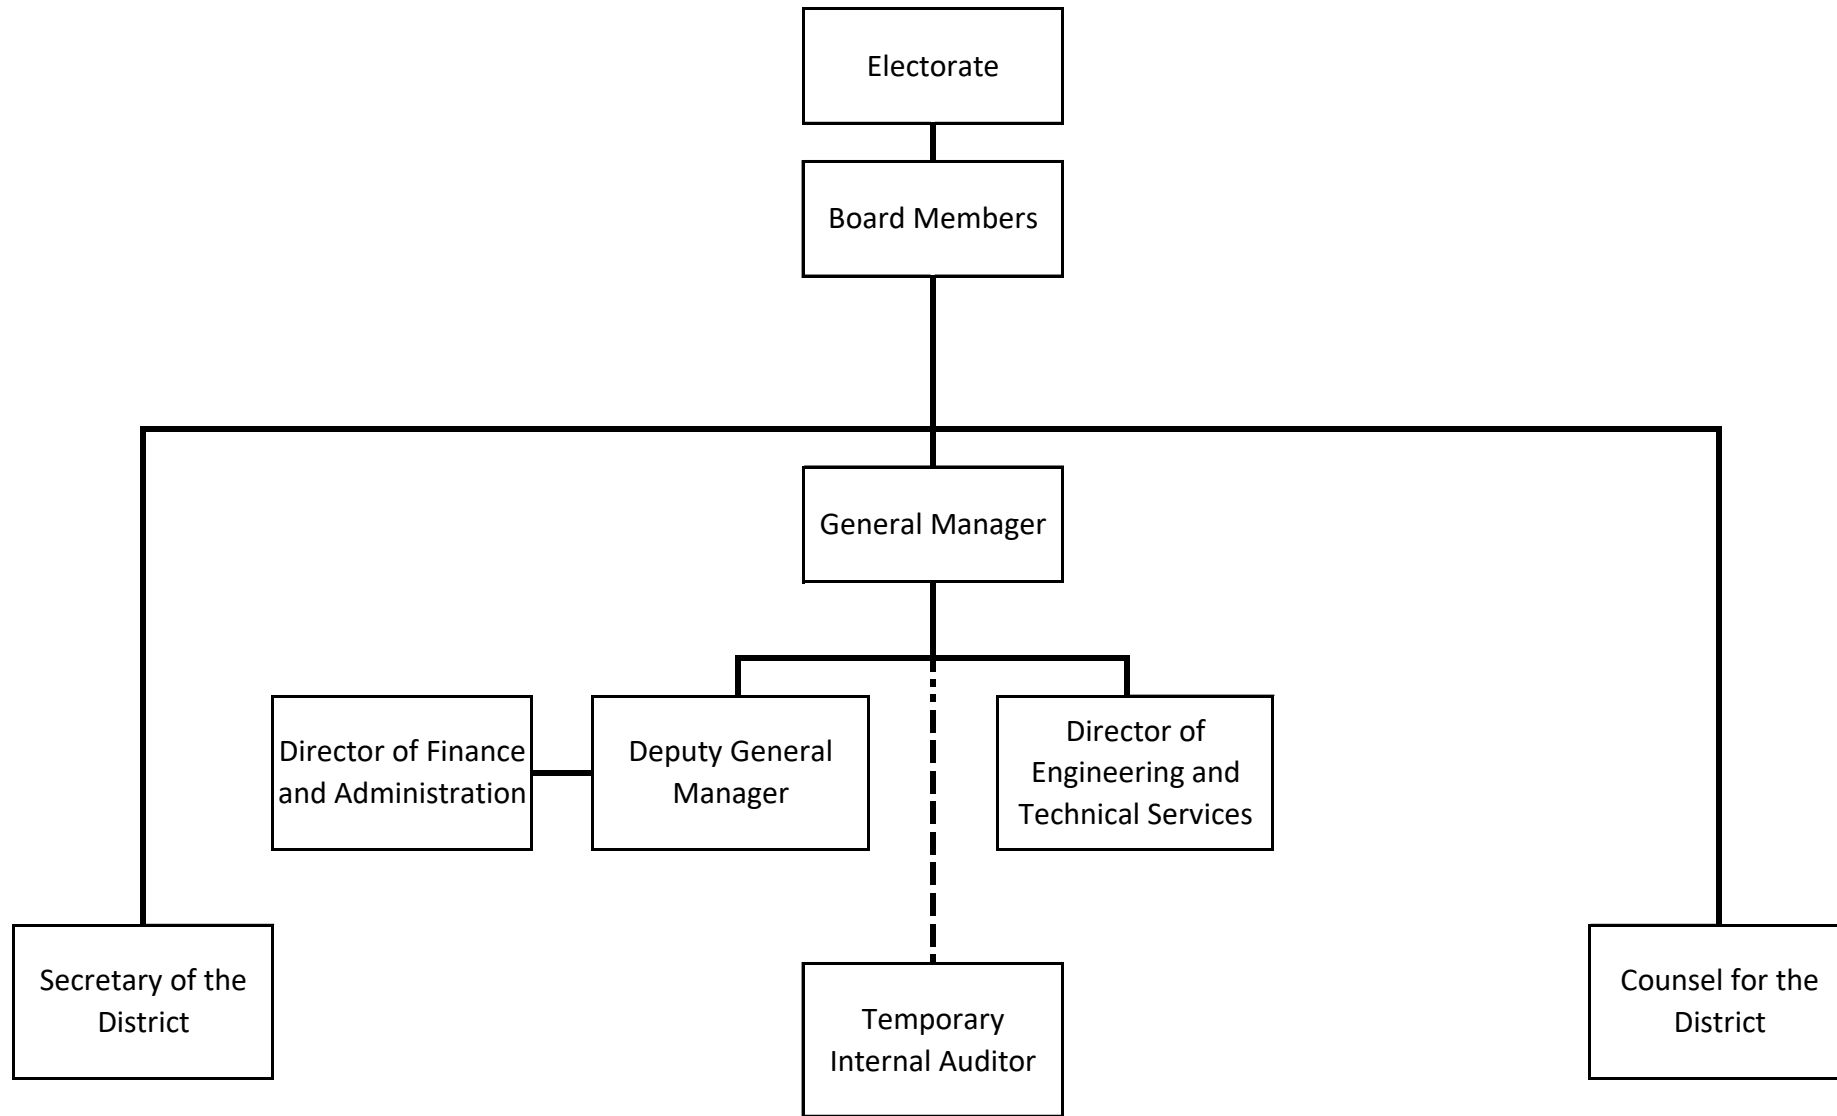 Electorate
Board Members
General Manager
Director of Finance
and Administration
Deputy General
Manager
Director of
Engineering and
Technical Services
Secretary of the
District
Temporary
Internal Auditor
Counsel for the
District